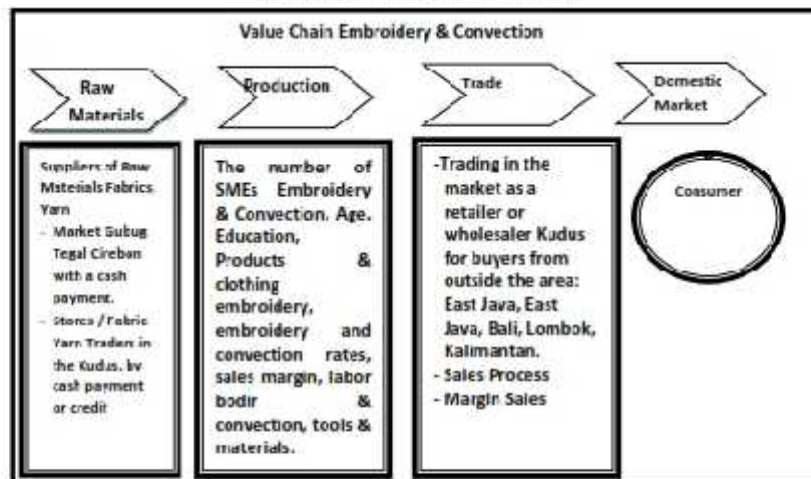 Value Chain Embroidery & Convection
Raw
Materials
Production
Trade
Domestic
Market
Suppliers of Raw
Materials Fabrics,
Yarn
- Market Gubug
Tegal Cirebon
with a cash
payment.
- Stores / Fabric
Yarn Traders in
the Kudus. by
cash payment
or credit
The number of
SMEs Embroidery
& Convection. Age.
Education,
Products &
clothing
embroidery,
embroidery and
convection rates,
sales margin, labor
bodir &
convection, tools &
materials.
-Trading in the
market as a
retailer or
wholesaler Kudus
for buyers from
outside the area:
East Java, East
Java, Bali, Lombok,
Kalimantan.
- Sales Process
- Margin Sales
Consumer